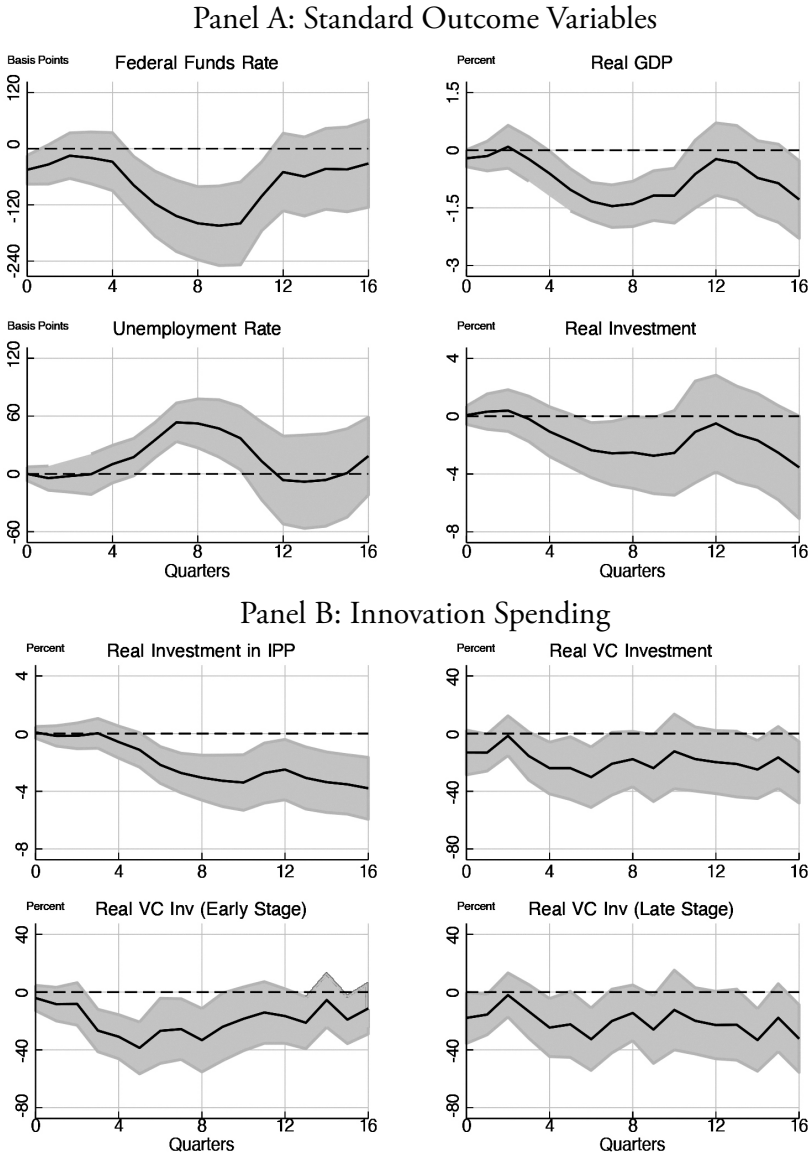 Panel A: Standard Outcome Variables
Basis Points
Federal Funds Rate
120
0
-120
-240
0 4 8 12 16
Percent
Real GDP
1.5
0
-1.5
-3
0 4 8 12 16
Basis Points
Unemployment Rate
120
60
0
-60
0 4 8 12 16
Quarters
Percent
Real Investment
4
0
-4
-8
0 4 8 12 16
Quarters
Panel B: Innovation Spending
Percent
Real Investment in IPP
4
0
-4
-8
0 4 8 12 16
Percent
Real VC Investment
40
0
-40
-80
0 4 8 12 16
Percent
Real VC Inv (Early Stage)
40
0
-40
-80
0 4 8 12 16
Quarters
Percent
Real VC Inv (Late Stage)
40
0
-40
-80
0 4 8 12 16
Quarters